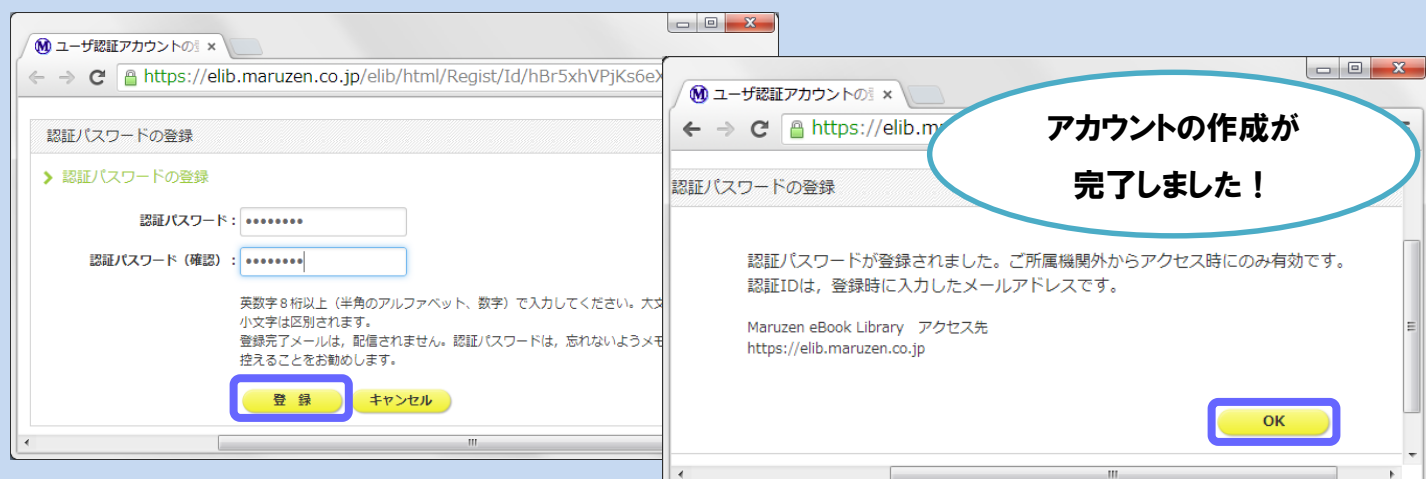 ユーザ認証アカウントの
https://elib.maruzen.co.jp/elib/html/Regist/Id/hBr5xhVPjKs6eX
認証パスワードの登録
認証パスワードの登録
認証パスワード：
認証パスワード（確認）：
英数字８桁以上（半角のアルファベット、数字）で入力してください。大文
小文字は区別されます。
登録完了メールは，配信されません。認証パスワードは，忘れないようメモ
控えることをお勧めします。
登 録
キャンセル
ユーザ認証アカウントの
https://elib.m
アカウントの作成が
完了しました！
認証パスワードの登録
認証パスワードが登録されました。ご所属機関外からアクセス時にのみ有効です。
認証IDは，登録時に入力したメールアドレスです。
Maruzen eBook Library　アクセス先
https://elib.maruzen.co.jp
OK